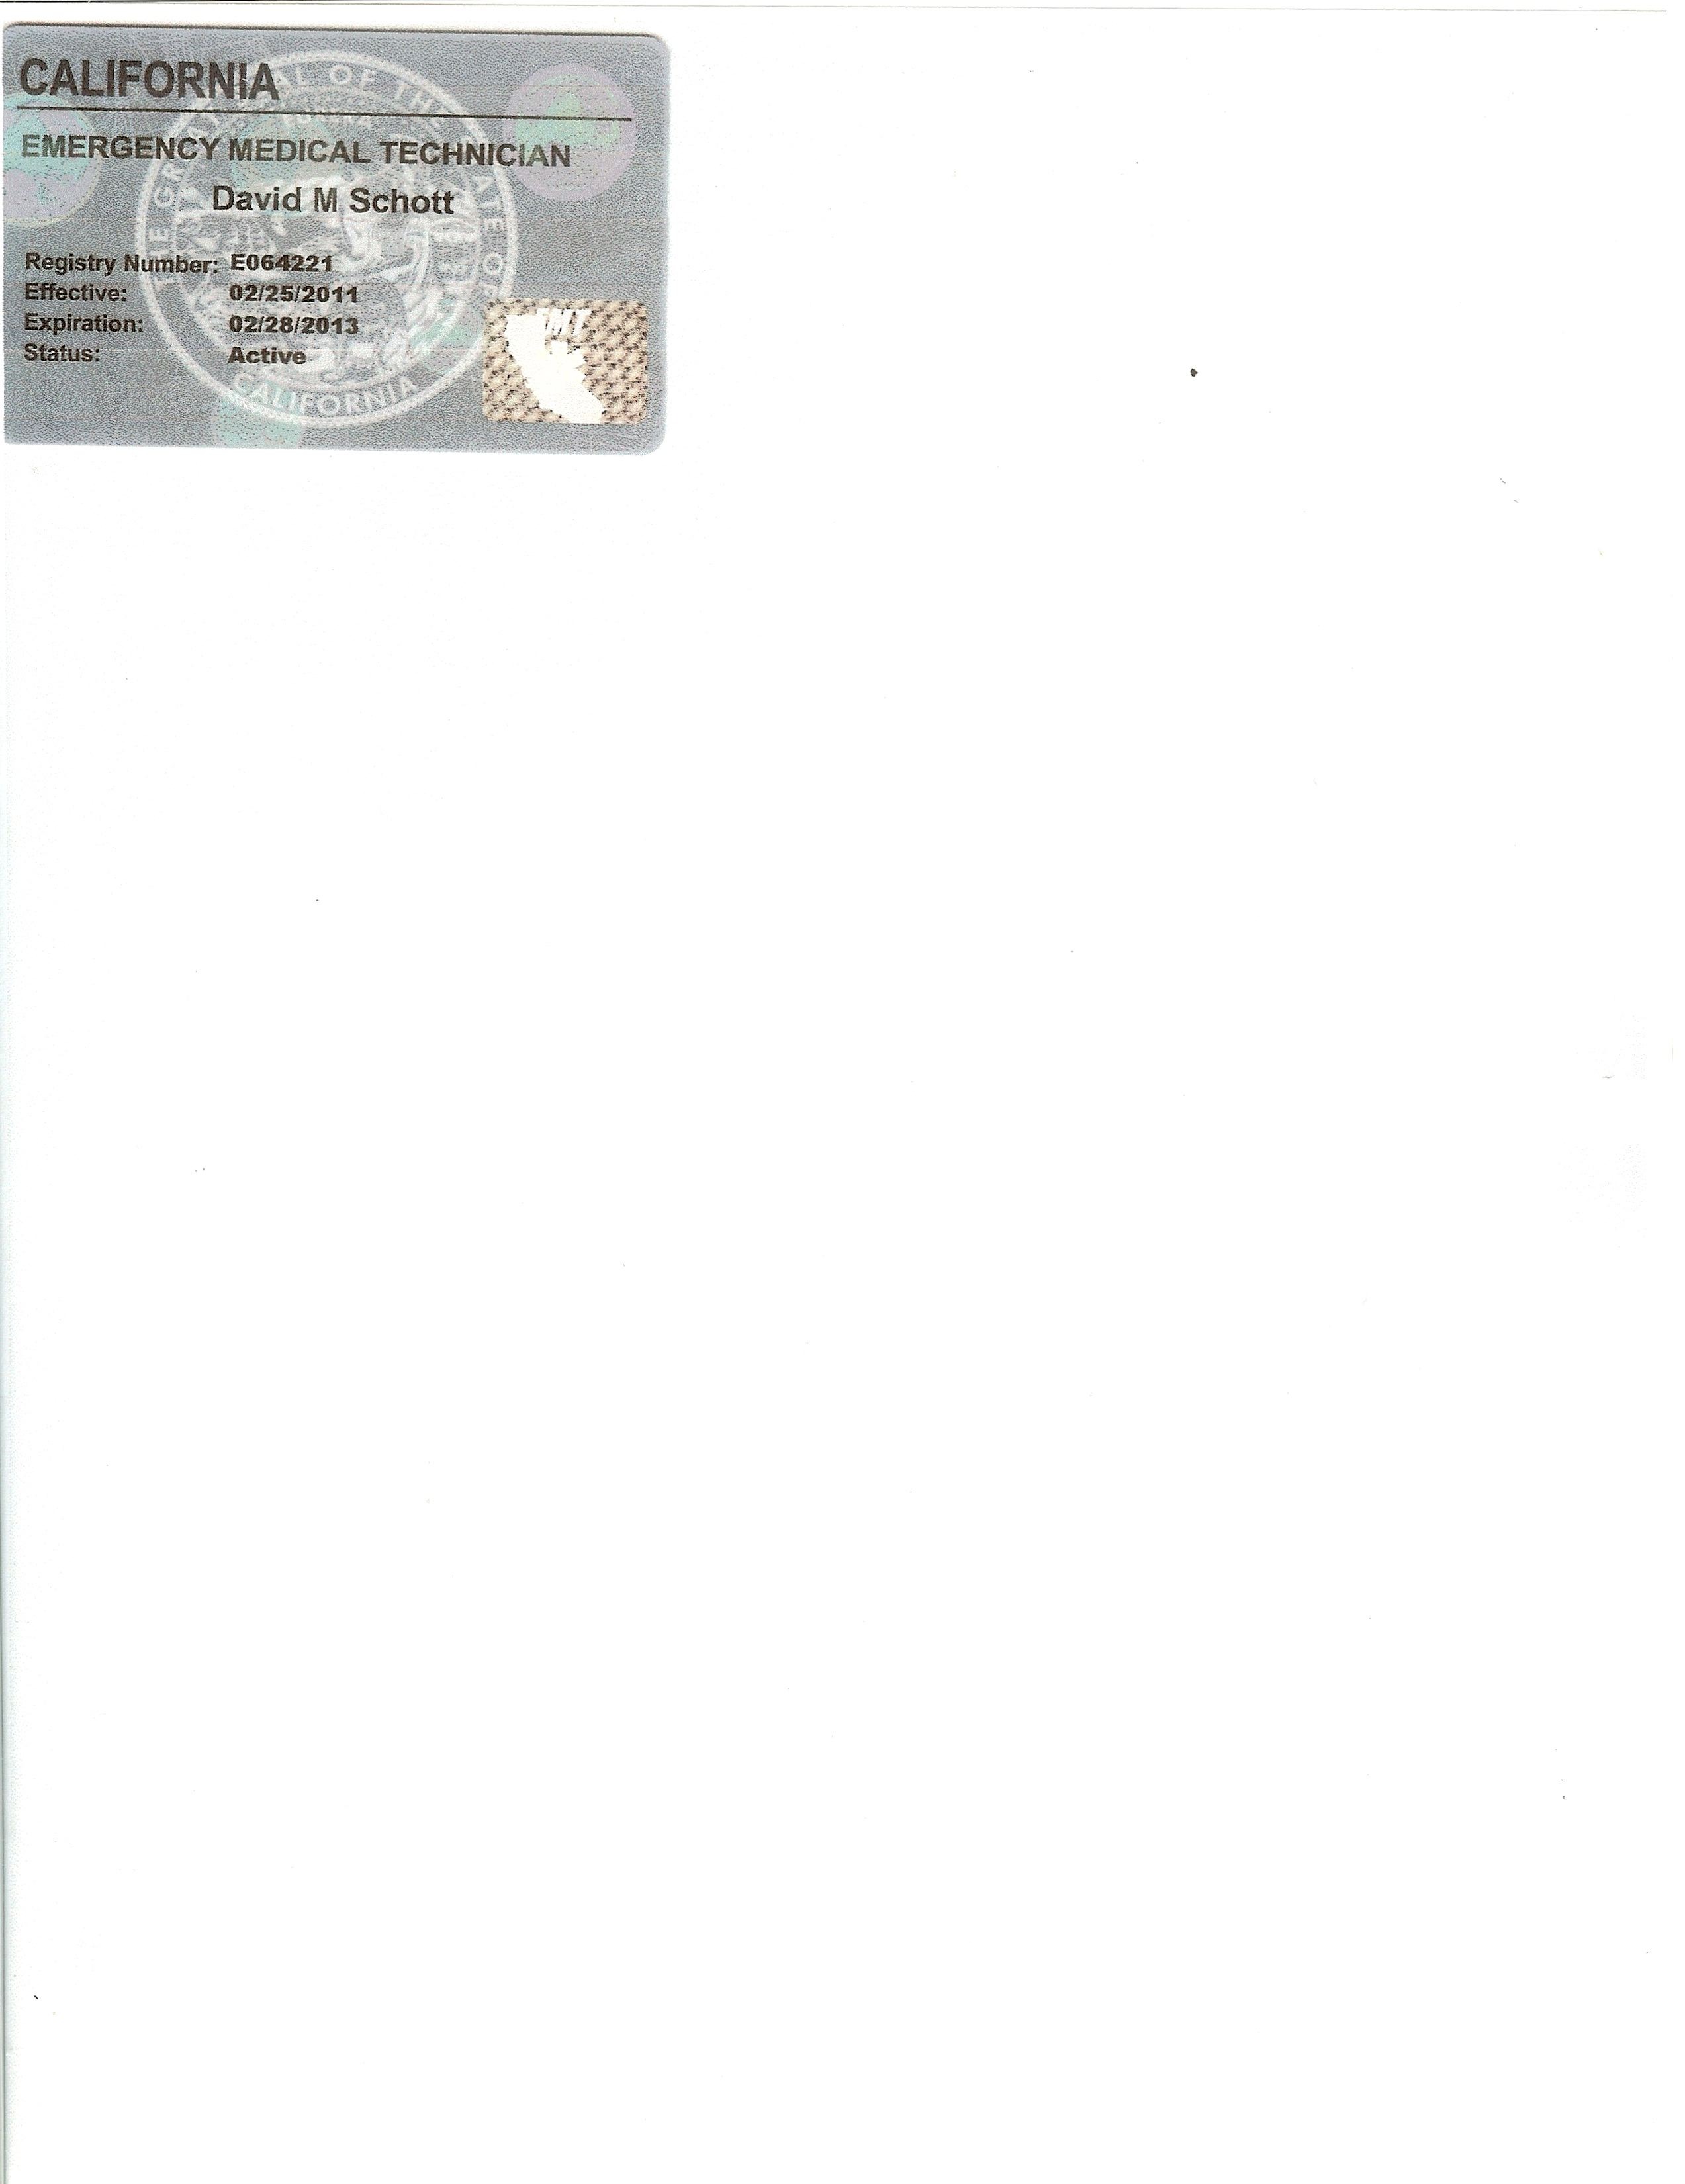 CALIFORNIA
EMERGENCY MEDICAL TECHNICIAN
David M Schott
Registry Number: E064221
Effective: 02/25/2011
Expiration: 02/28/2013
Status: Active
THE GREAT SEAL OF THE STATE OF CALIFORNIA